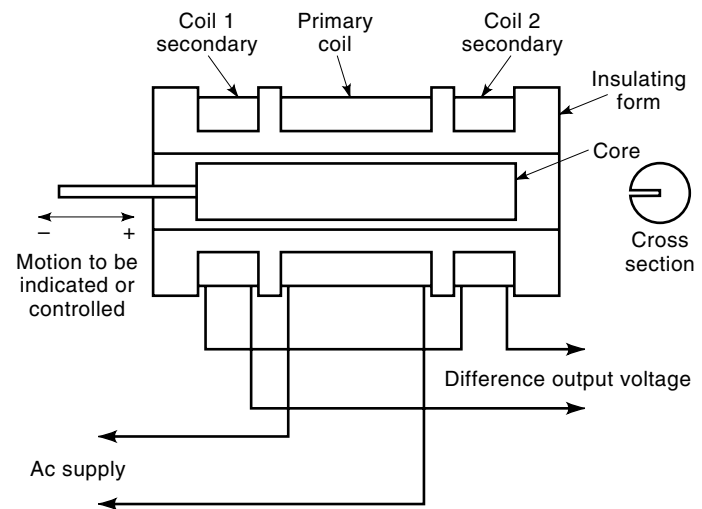 Coil 1
secondary
Primary
coil
Coil 2
secondary
Insulating
form
Core
– +
Motion to be
indicated or
controlled
Cross
section
Difference output voltage
Ac supply